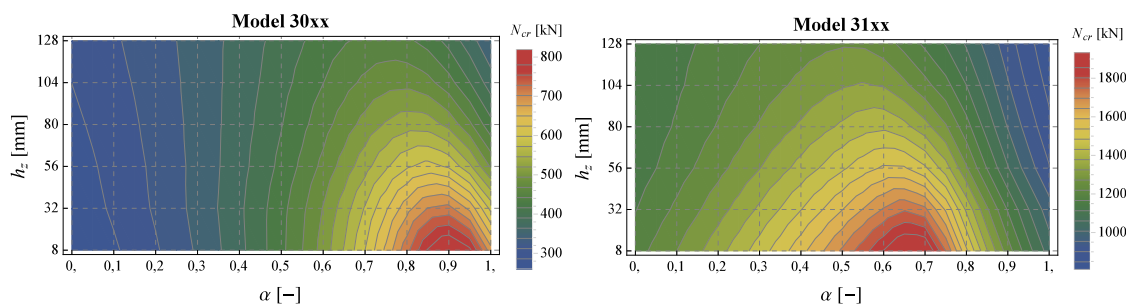 Model 30xx
N_cr [kN]
h_z [mm]
128
104
80
56
32
8
0, 0,1 0,2 0,3 0,4 0,5 0,6 0,7 0,8 0,9 1,
α [−]
800
700
600
500
400
300
Model 31xx
N_cr [kN]
h_z [mm]
128
104
80
56
32
8
0, 0,1 0,2 0,3 0,4 0,5 0,6 0,7 0,8 0,9 1,
α [−]
1800
1600
1400
1200
1000